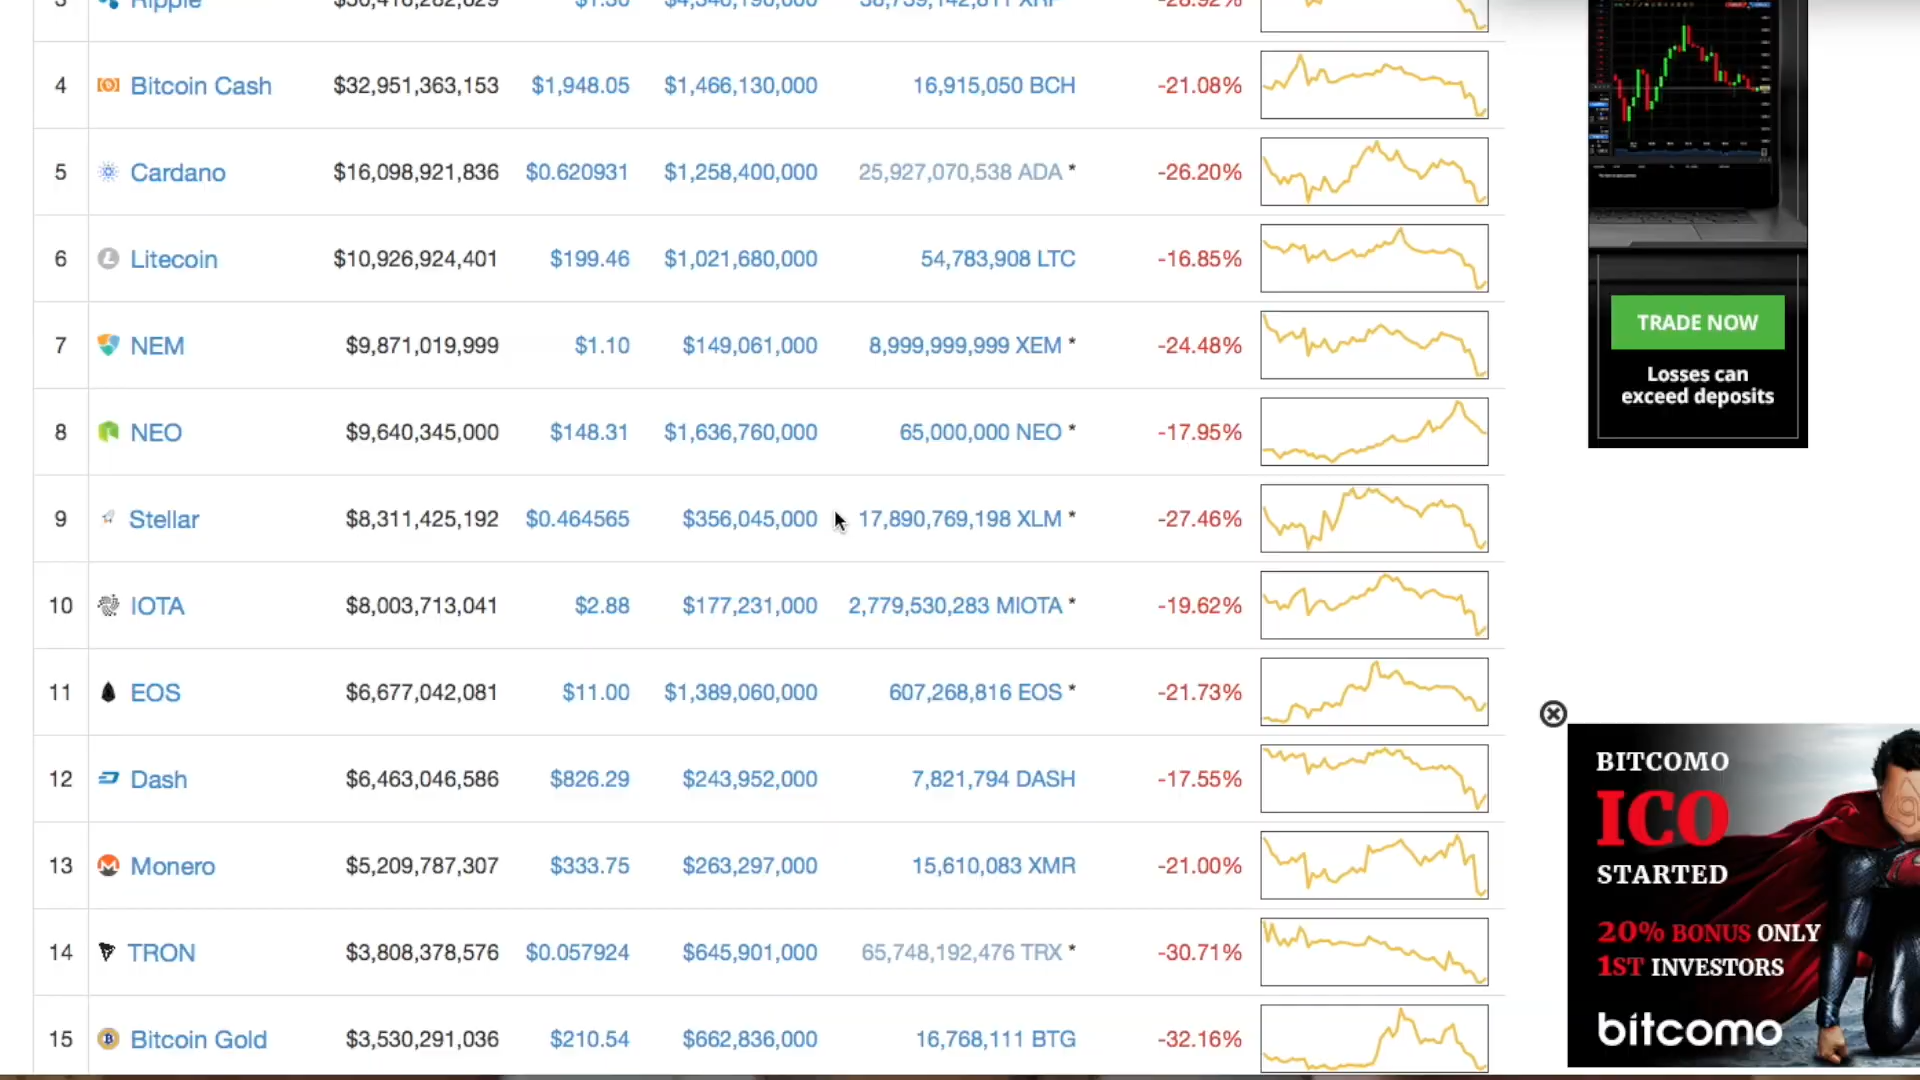 3 Ripple $1.30 -28.92%
4 Bitcoin Cash $32,951,363,153 $1,948.05 $1,466,130,000 16,915,050 BCH -21.08%
5 Cardano $16,098,921,836 $0.620931 $1,258,400,000 25,927,070,538 ADA * -26.20%
6 Litecoin $10,926,924,401 $199.46 $1,021,680,000 54,783,908 LTC -16.85%
7 NEM $9,871,019,999 $1.10 $149,061,000 8,999,999,999 XEM * -24.48%
8 NEO $9,640,345,000 $148.31 $1,636,760,000 65,000,000 NEO * -17.95%
9 Stellar $8,311,425,192 $0.464565 $356,045,000 17,890,769,198 XLM * -27.46%
10 IOTA $8,003,713,041 $2.88 $177,231,000 2,779,530,283 MIOTA * -19.62%
11 EOS $6,677,042,081 $11.00 $1,389,060,000 607,268,816 EOS * -21.73%
12 Dash $6,463,046,586 $826.29 $243,952,000 7,821,794 DASH -17.55%
13 Monero $5,209,787,307 $333.75 $263,297,000 15,610,083 XMR -21.00%
14 TRON $3,808,378,576 $0.057924 $645,901,000 65,748,192,476 TRX * -30.71%
15 Bitcoin Gold $3,530,291,036 $210.54 $662,836,000 16,768,111 BTG -32.16%
TRADE NOW
Losses can
exceed deposits
BITCOMO
ICO
STARTED
20% BONUS ONLY
1ST INVESTORS
bitcomo